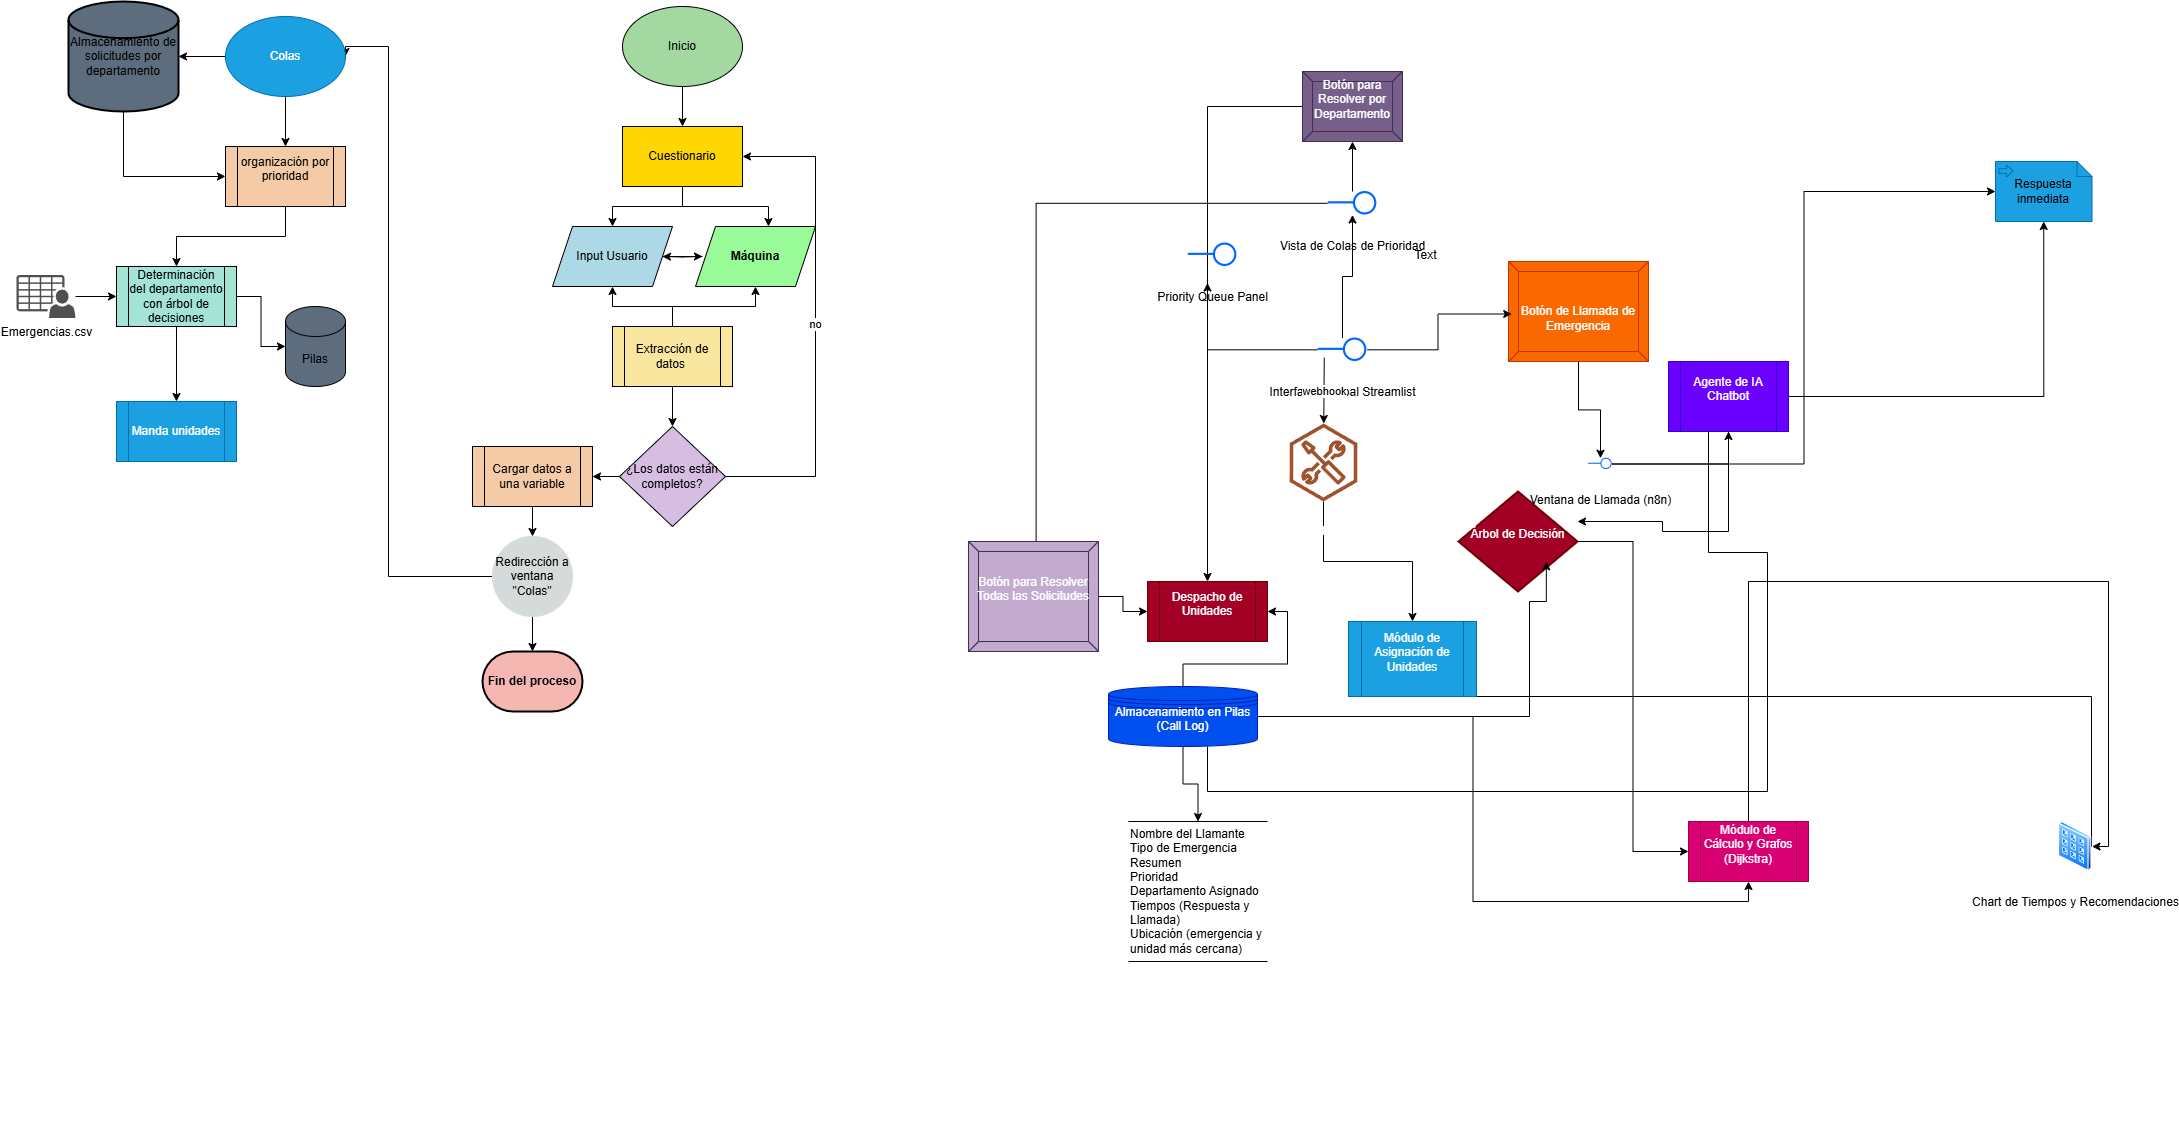 Almacenamiento de
solicitudes por
departamento
Colas
organización por
prioridad
Emergencias.csv
Determinación
del departamento
con árbol de
decisiones
Pilas
Manda unidades
Inicio
Cuestionario
Input Usuario
Máquina
no
Extracción de
datos
¿Los datos están
completos?
Cargar datos a
una variable
Redirección a
ventana
"Colas"
Fin del proceso
Botón para
Resolver por
Departamento
Vista de Colas de Prioridad
Text
Priority Queue Panel
Respuesta
inmediata
Botón de Llamada de
Emergencia
webhook
Streamlist
Agente de IA
Chatbot
Ventana de Llamada (n8n)
Árbol de Decisión
Botón para Resolver
Todas las Solicitudes
Despacho de
Unidades
Módulo de
Asignación de
Unidades
Almacenamiento en Pilas
(Call Log)
Nombre del Llamante
Tipo de Emergencia
Resumen
Prioridad
Departamento Asignado
Tiempos (Respuesta y
Llamada)
Ubicación (emergencia y
unidad más cercana)
Módulo de
Cálculo y Grafos
(Dijkstra)
Chart de Tiempos y Recomendaciones